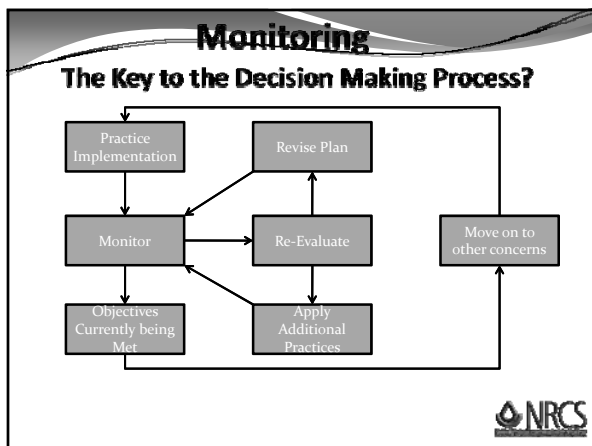 Monitoring
The Key to the Decision Making Process?
Practice
Implementation
Revise Plan
Monitor
Re-Evaluate
Move on to
other concerns
Objectives
Currently being
Met
Apply
Additional
Practices
NRCS